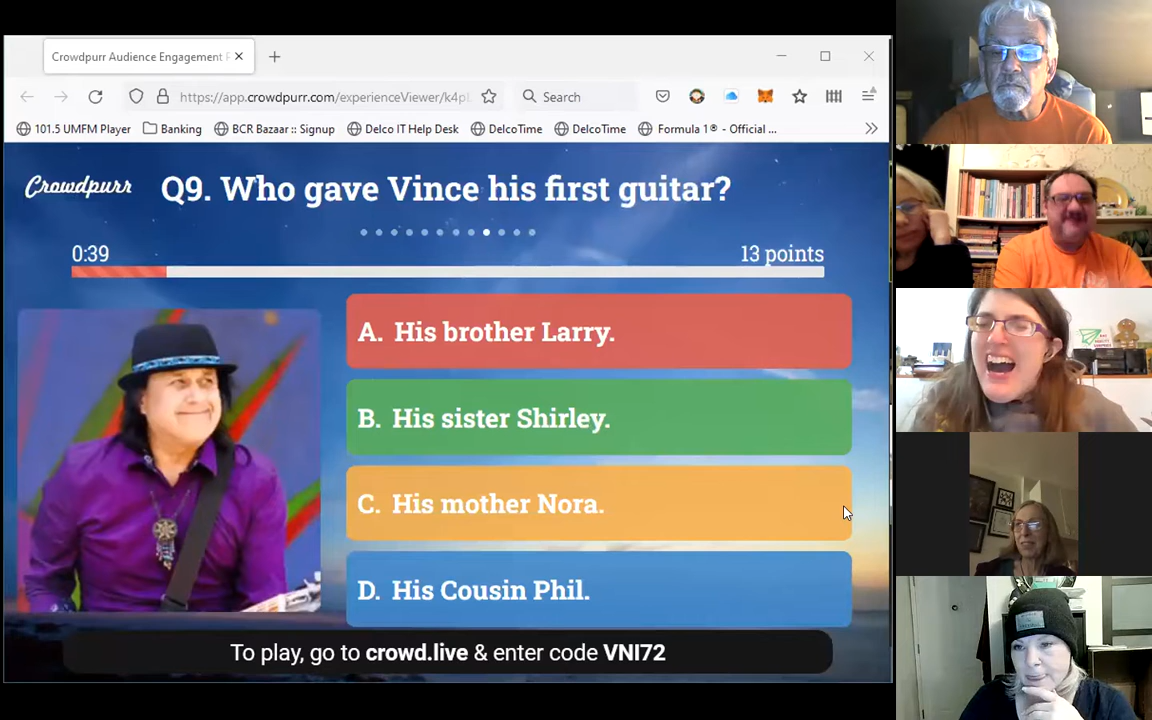 Crowdpurr Audience Engagement P
https://app.crowdpurr.com/experienceViewer/k4pL
Search
101.5 UMFM Player
Banking
BCR Bazaar :: Signup
Delco IT Help Desk
DelcoTime
DelcoTime
Formula 1® - Official ...
Crowdpurr
Q9. Who gave Vince his first guitar?
0:39
13 points
A. His brother Larry.
B. His sister Shirley.
C. His mother Nora.
D. His Cousin Phil.
To play, go to crowd.live & enter code VNI72